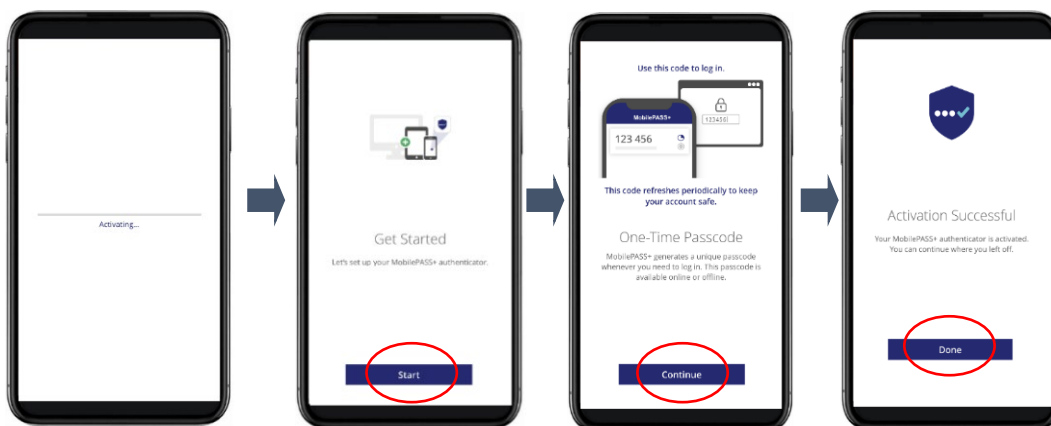 Activating...
Get Started
Let's set up your MobilePASS+ authenticator.
Start
Use this code to log in.
MobilePASS+
123 456
123456
This code refreshes periodically to keep
your account safe.
One-Time Passcode
MobilePASS+ generates a unique passcode
whenever you need to log in. This passcode is
available online or offline.
Continue
Activation Successful
Your MobilePASS+ authenticator is activated.
You can continue where you left off.
Done